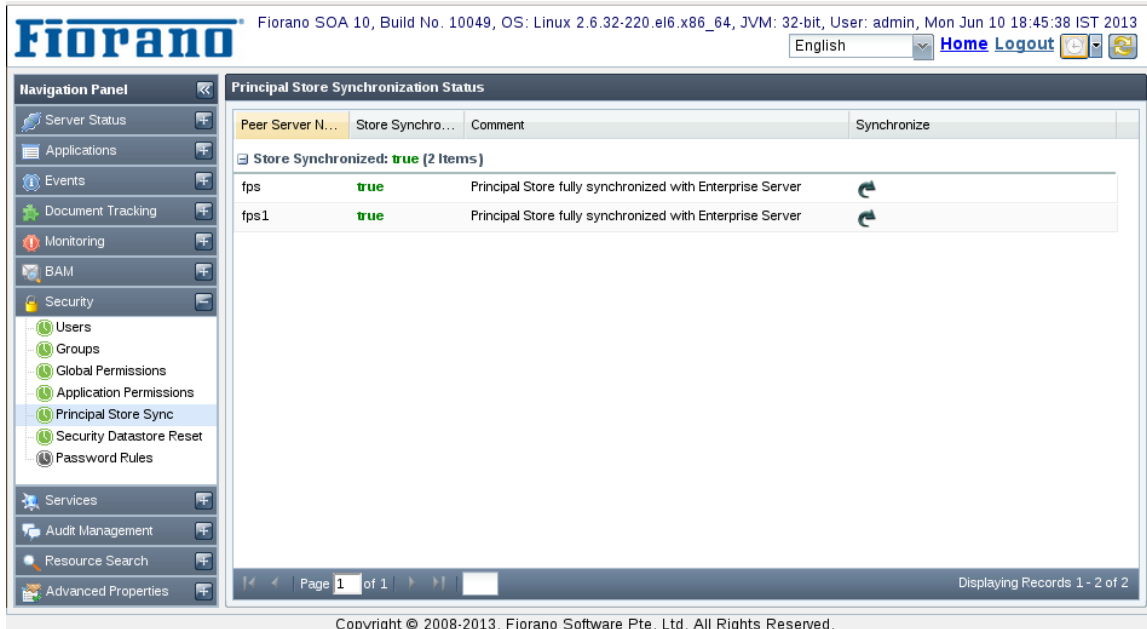 Fiorano
Fiorano SOA 10, Build No. 10049, OS: Linux 2.6.32-220.el6.x86_64, JVM: 32-bit, User: admin, Mon Jun 10 18:45:38 IST 2013
English Home Logout
Navigation Panel
Server Status
Applications
Events
Document Tracking
Monitoring
BAM
Security
Users
Groups
Global Permissions
Application Permissions
Principal Store Sync
Security Datastore Reset
Password Rules
Services
Audit Management
Resource Search
Advanced Properties
Principal Store Synchronization Status
Peer Server N... Store Synchro... Comment Synchronize
Store Synchronized: true (2 Items)
fps true Principal Store fully synchronized with Enterprise Server
fps1 true Principal Store fully synchronized with Enterprise Server
Page 1 of 1 Displaying Records 1 - 2 of 2
Copyright © 2008-2013, Fiorano Software Pte. Ltd. All Rights Reserved.